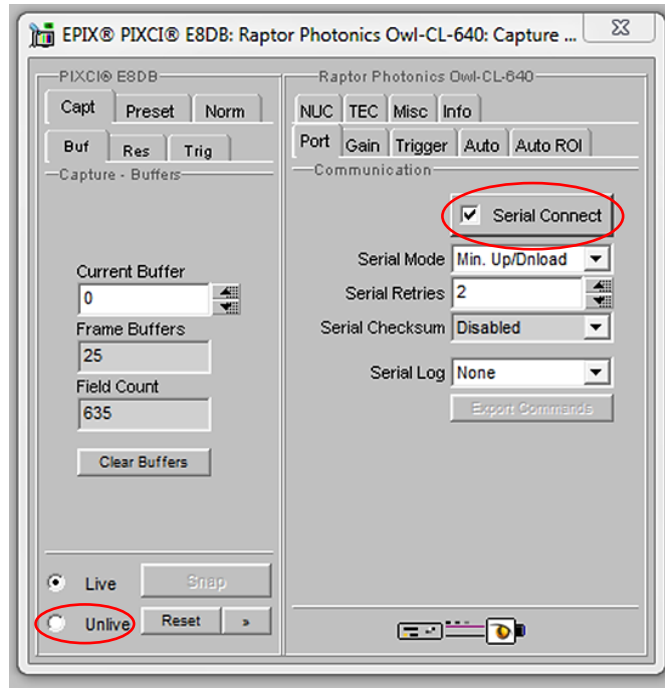 EPIX® PIXCI® E8DB: Raptor Photonics Owl-CL-640: Capture ...
PIXCI® E8DB
Capt Preset Norm
Buf Res Trig
Capture - Buffers
Current Buffer
0
Frame Buffers
25
Field Count
635
Clear Buffers
Live Snap
Unlive Reset »
Raptor Photonics Owl-CL-640
NUC TEC Misc Info
Port Gain Trigger Auto Auto ROI
Communication
Serial Connect
Serial Mode Min. Up/Dnload
Serial Retries 2
Serial Checksum Disabled
Serial Log None
Export Commands